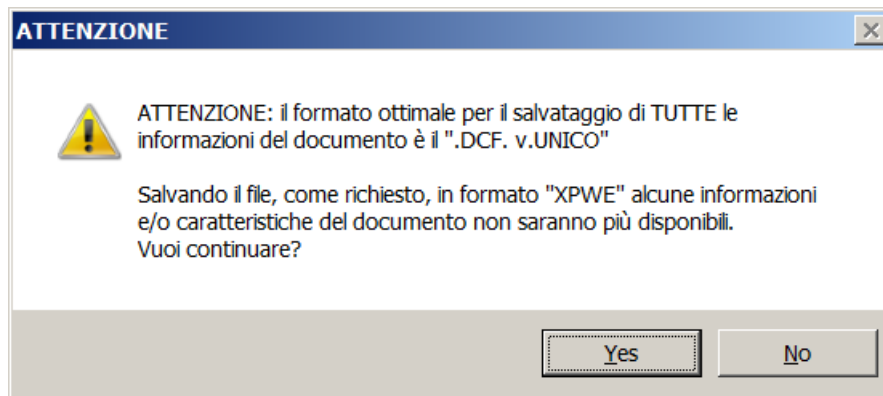 ATTENZIONE
ATTENZIONE: il formato ottimale per il salvataggio di TUTTE le
informazioni del documento è il ".DCF. v.UNICO"
Salvando il file, come richiesto, in formato "XPWE" alcune informazioni
e/o caratteristiche del documento non saranno più disponibili.
Vuoi continuare?
Yes
No